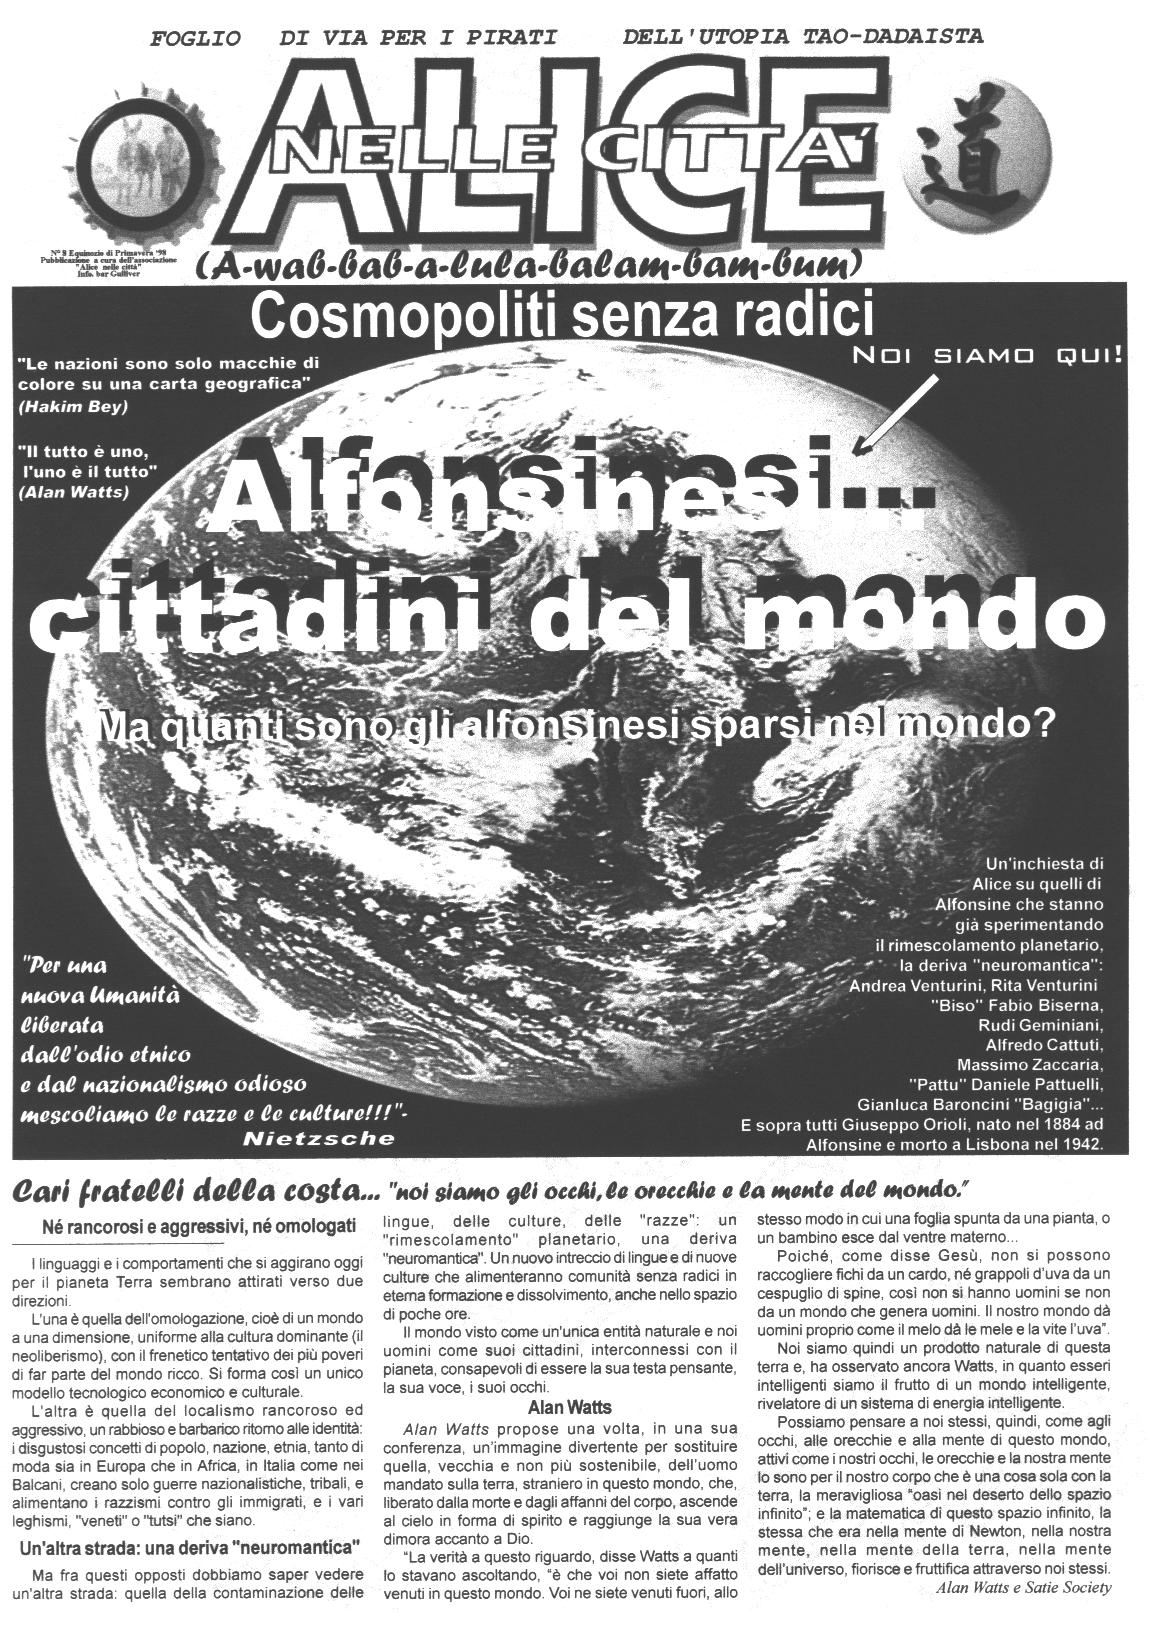 FOGLIO DI VIA PER I PIRATI DELL'UTOPIA TAO-DADAISTA
ALICE
NELLE CITTA'
道
N° 8 Equinozio di Primavera '98
Pubblicazione a cura dell'associazione
"Alice nelle città"
Info. bar Gulliver
(A-wab-bab-a-lula-balam-bam-bum)
Cosmopoliti senza radici
NOI SIAMO QUI!
"Le nazioni sono solo macchie di
colore su una carta geografica"
(Hakim Bey)
"Il tutto è uno,
l'uno è il tutto"
(Alan Watts)
Alfonsinesi...
cittadini del mondo
Ma quanti sono gli alfonsinesi sparsi nel mondo?
Un'inchiesta di
Alice su quelli di
Alfonsine che stanno
già sperimentando
il rimescolamento planetario,
la deriva "neuromantica":
Andrea Venturini, Rita Venturini
"Biso" Fabio Biserna,
Rudi Geminiani,
Alfredo Cattuti,
Massimo Zaccaria,
"Pattu" Daniele Pattuelli,
Gianluca Baroncini "Bagigia"...
E sopra tutti Giuseppe Orioli, nato nel 1884 ad
Alfonsine e morto a Lisbona nel 1942.
"Per una
nuova Umanità
liberata
dall'odio etnico
e dal nazionalismo odioso
mescoliamo le razze e le culture!!!"-
Nietzsche
Cari fratelli della costa... "noi siamo gli occhi, le orecchie e la mente del mondo."
Né rancorosi e aggressivi, né omologati
I linguaggi e i comportamenti che si aggirano oggi
per il pianeta Terra sembrano attirati verso due
direzioni.
L'una è quella dell'omologazione, cioè di un mondo
a una dimensione, uniforme alla cultura dominante (il
neoliberismo), con il frenetico tentativo dei più poveri
di far parte del mondo ricco. Si forma così un unico
modello tecnologico economico e culturale.
L'altra è quella del localismo rancoroso ed
aggressivo, un rabbioso e barbarico ritorno alle identità:
i disgustosi concetti di popolo, nazione, etnia, tanto di
moda sia in Europa che in Africa, in Italia come nei
Balcani, creano solo guerre nazionalistiche, tribali, e
alimentano i razzismi contro gli immigrati, e i vari
leghismi, "veneti" o "tutsi" che siano.
Un'altra strada: una deriva "neuromantica"
Ma fra questi opposti dobbiamo saper vedere
un'altra strada: quella della contaminazione delle
lingue, delle culture, delle "razze": un
"rimescolamento" planetario, una deriva
"neuromantica". Un nuovo intreccio di lingue e di nuove
culture che alimenteranno comunità senza radici in
eterna formazione e dissolvimento, anche nello spazio
di poche ore.
Il mondo visto come un'unica entità naturale e noi
uomini come suoi cittadini, interconnessi con il
pianeta, consapevoli di essere la sua testa pensante,
la sua voce, i suoi occhi.
Alan Watts
Alan Watts propose una volta, in una sua
conferenza, un'immagine divertente per sostituire
quella, vecchia e non più sostenibile, dell'uomo
mandato sulla terra, straniero in questo mondo, che,
liberato dalla morte e dagli affanni del corpo, ascende
al cielo in forma di spirito e raggiunge la sua vera
dimora accanto a Dio.
"La verità a questo riguardo, disse Watts a quanti
lo stavano ascoltando, "è che voi non siete affatto
venuti in questo mondo. Voi ne siete venuti fuori, allo
stesso modo in cui una foglia spunta da una pianta, o
un bambino esce dal ventre materno...
Poiché, come disse Gesù, non si possono
raccogliere fichi da un cardo, né grappoli d'uva da un
cespuglio di spine, così non si hanno uomini se non
da un mondo che genera uomini. Il nostro mondo dà
uomini proprio come il melo dà le mele e la vite l'uva".
Noi siamo quindi un prodotto naturale di questa
terra e, ha osservato ancora Watts, in quanto esseri
intelligenti siamo il frutto di un mondo intelligente,
rivelatore di un sistema di energia intelligente.
Possiamo pensare a noi stessi, quindi, come agli
occhi, alle orecchie e alla mente di questo mondo,
attivi come i nostri occhi, le orecchie e la nostra mente
lo sono per il nostro corpo che è una cosa sola con la
terra, la meravigliosa "oasi nel deserto dello spazio
infinito"; e la matematica di questo spazio infinito, la
stessa che era nella mente di Newton, nella nostra
mente, nella mente della terra, nella mente
dell'universo, fiorisce e fruttifica attraverso noi stessi.
Alan Watts e Satie Society